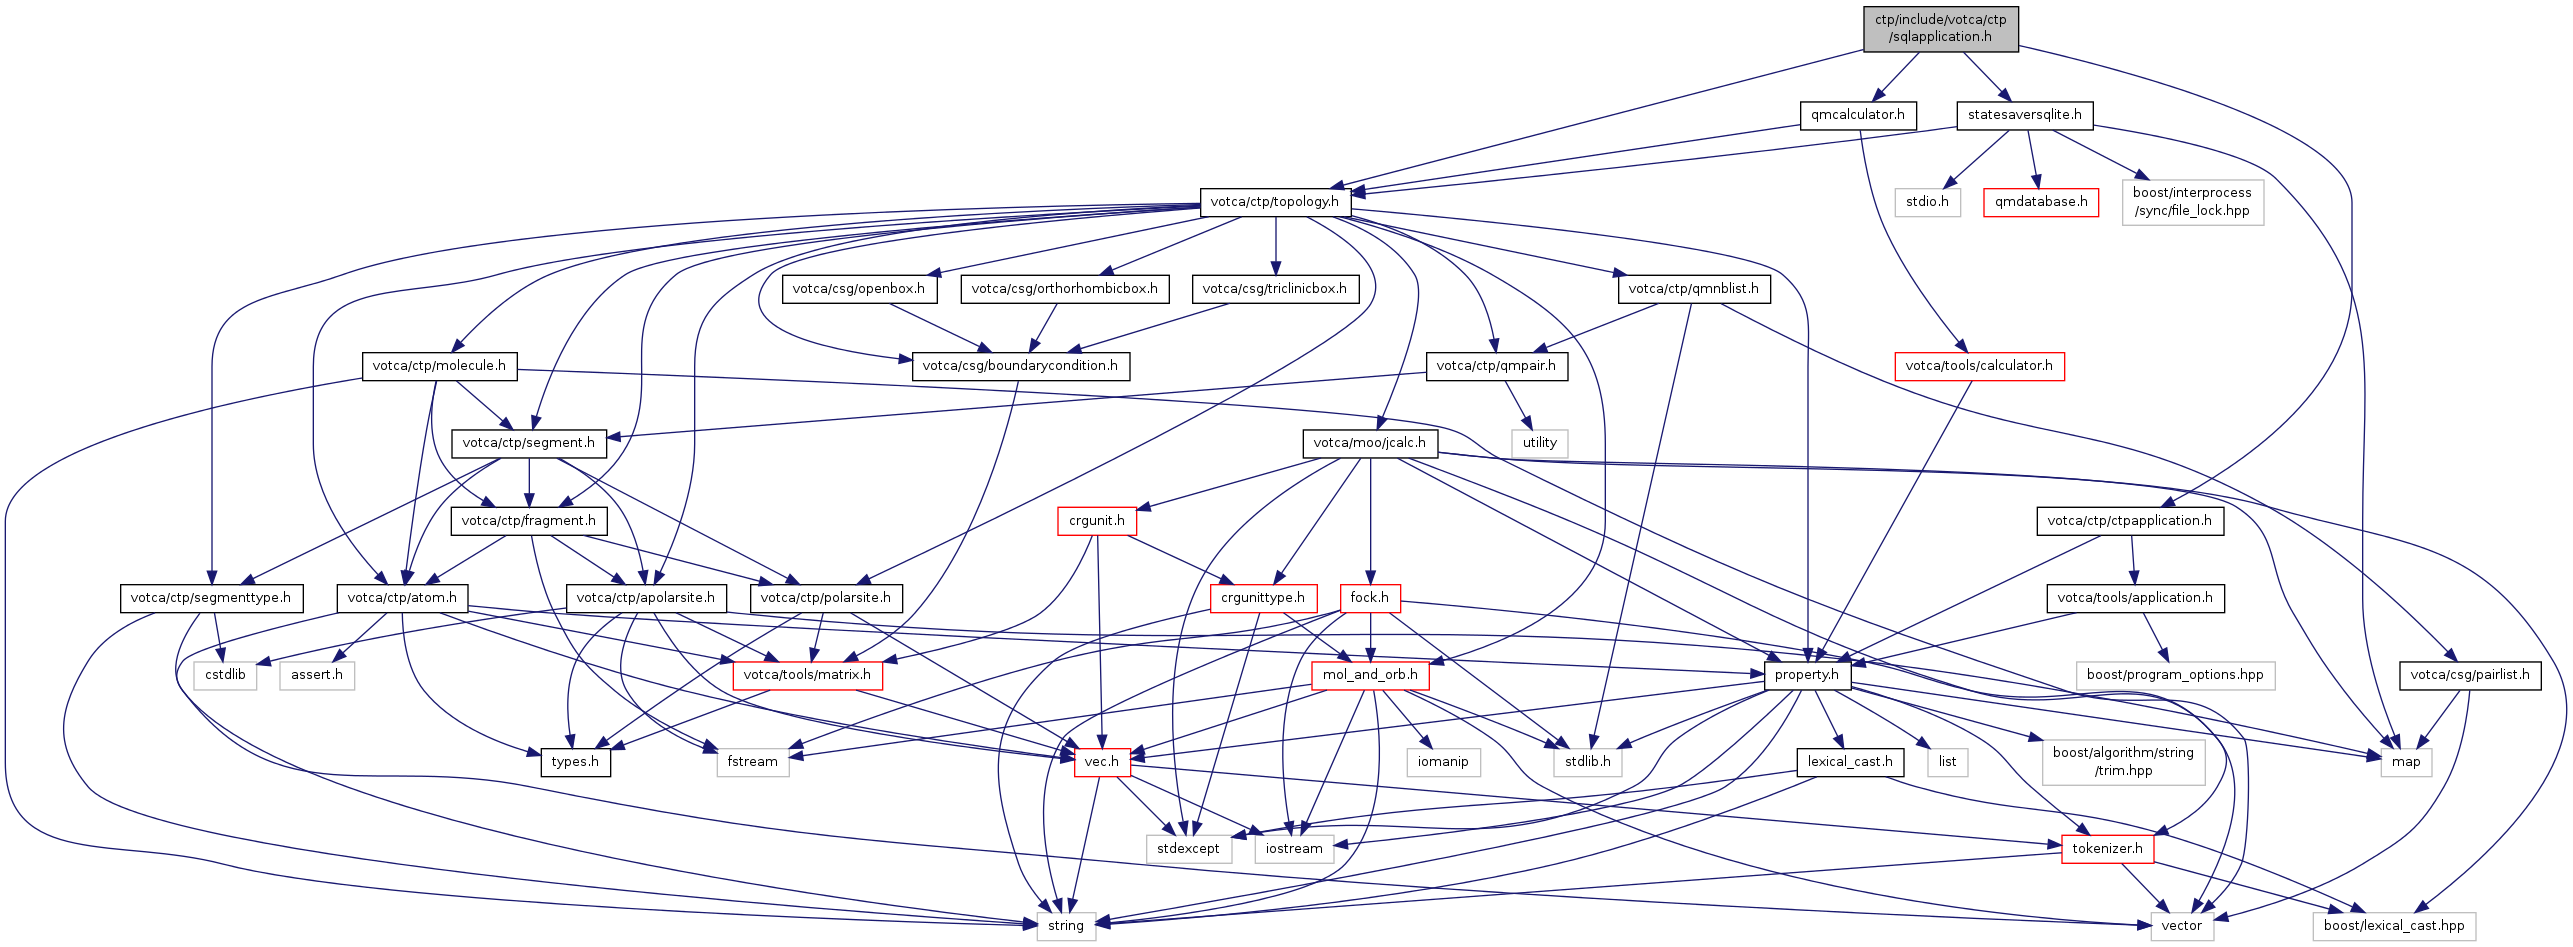 ctp/include/votca/ctp
/sqlapplication.h
qmcalculator.h
statesaversqlite.h
votca/ctp/topology.h
stdio.h
qmdatabase.h
boost/interprocess
/sync/file_lock.hpp
votca/csg/openbox.h
votca/csg/orthorhombicbox.h
votca/csg/triclinicbox.h
votca/ctp/qmnblist.h
votca/ctp/molecule.h
votca/csg/boundarycondition.h
votca/ctp/qmpair.h
votca/tools/calculator.h
votca/ctp/segment.h
votca/moo/jcalc.h
utility
votca/ctp/fragment.h
crgunit.h
votca/ctp/ctpapplication.h
votca/ctp/segmenttype.h
votca/ctp/atom.h
votca/ctp/apolarsite.h
votca/ctp/polarsite.h
crgunittype.h
fock.h
votca/tools/application.h
cstdlib
assert.h
votca/tools/matrix.h
mol_and_orb.h
property.h
boost/program_options.hpp
votca/csg/pairlist.h
types.h
fstream
vec.h
iomanip
stdlib.h
lexical_cast.h
list
boost/algorithm/string
/trim.hpp
map
stdexcept
iostream
tokenizer.h
string
vector
boost/lexical_cast.hpp